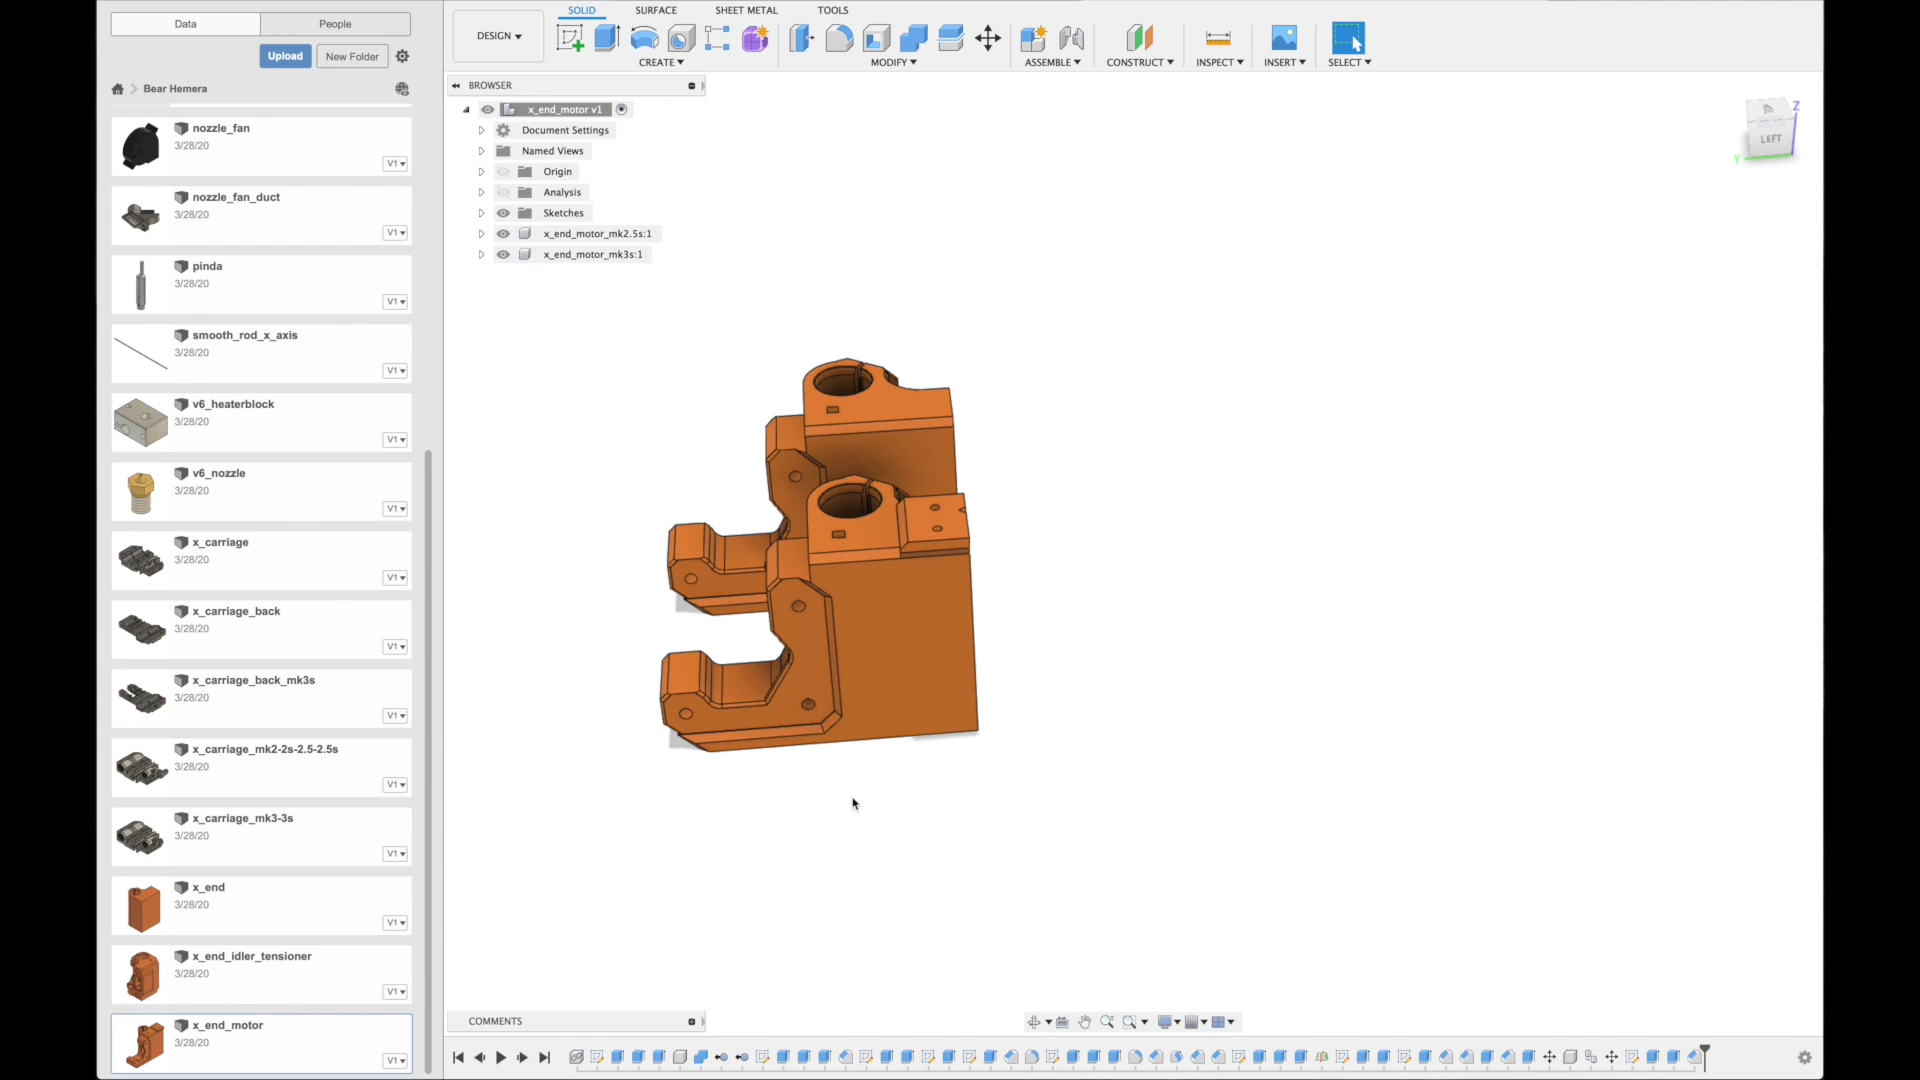 Data
People
Upload
New Folder
Bear Hemera
nozzle_fan
3/28/20
V1
nozzle_fan_duct
3/28/20
V1
pinda
3/28/20
V1
smooth_rod_x_axis
3/28/20
V1
v6_heaterblock
3/28/20
V1
v6_nozzle
3/28/20
V1
x_carriage
3/28/20
V1
x_carriage_back
3/28/20
V1
x_carriage_back_mk3s
3/28/20
V1
x_carriage_mk2-2s-2.5-2.5s
3/28/20
V1
x_carriage_mk3-3s
3/28/20
V1
x_end
3/28/20
V1
x_end_idler_tensioner
3/28/20
V1
x_end_motor
3/28/20
V1
DESIGN
SOLID
SURFACE
SHEET METAL
TOOLS
CREATE
MODIFY
ASSEMBLE
CONSTRUCT
INSPECT
INSERT
SELECT
BROWSER
x_end_motor v1
Document Settings
Named Views
Origin
Analysis
Sketches
x_end_motor_mk2.5s:1
x_end_motor_mk3s:1
Z
LEFT
Y
COMMENTS